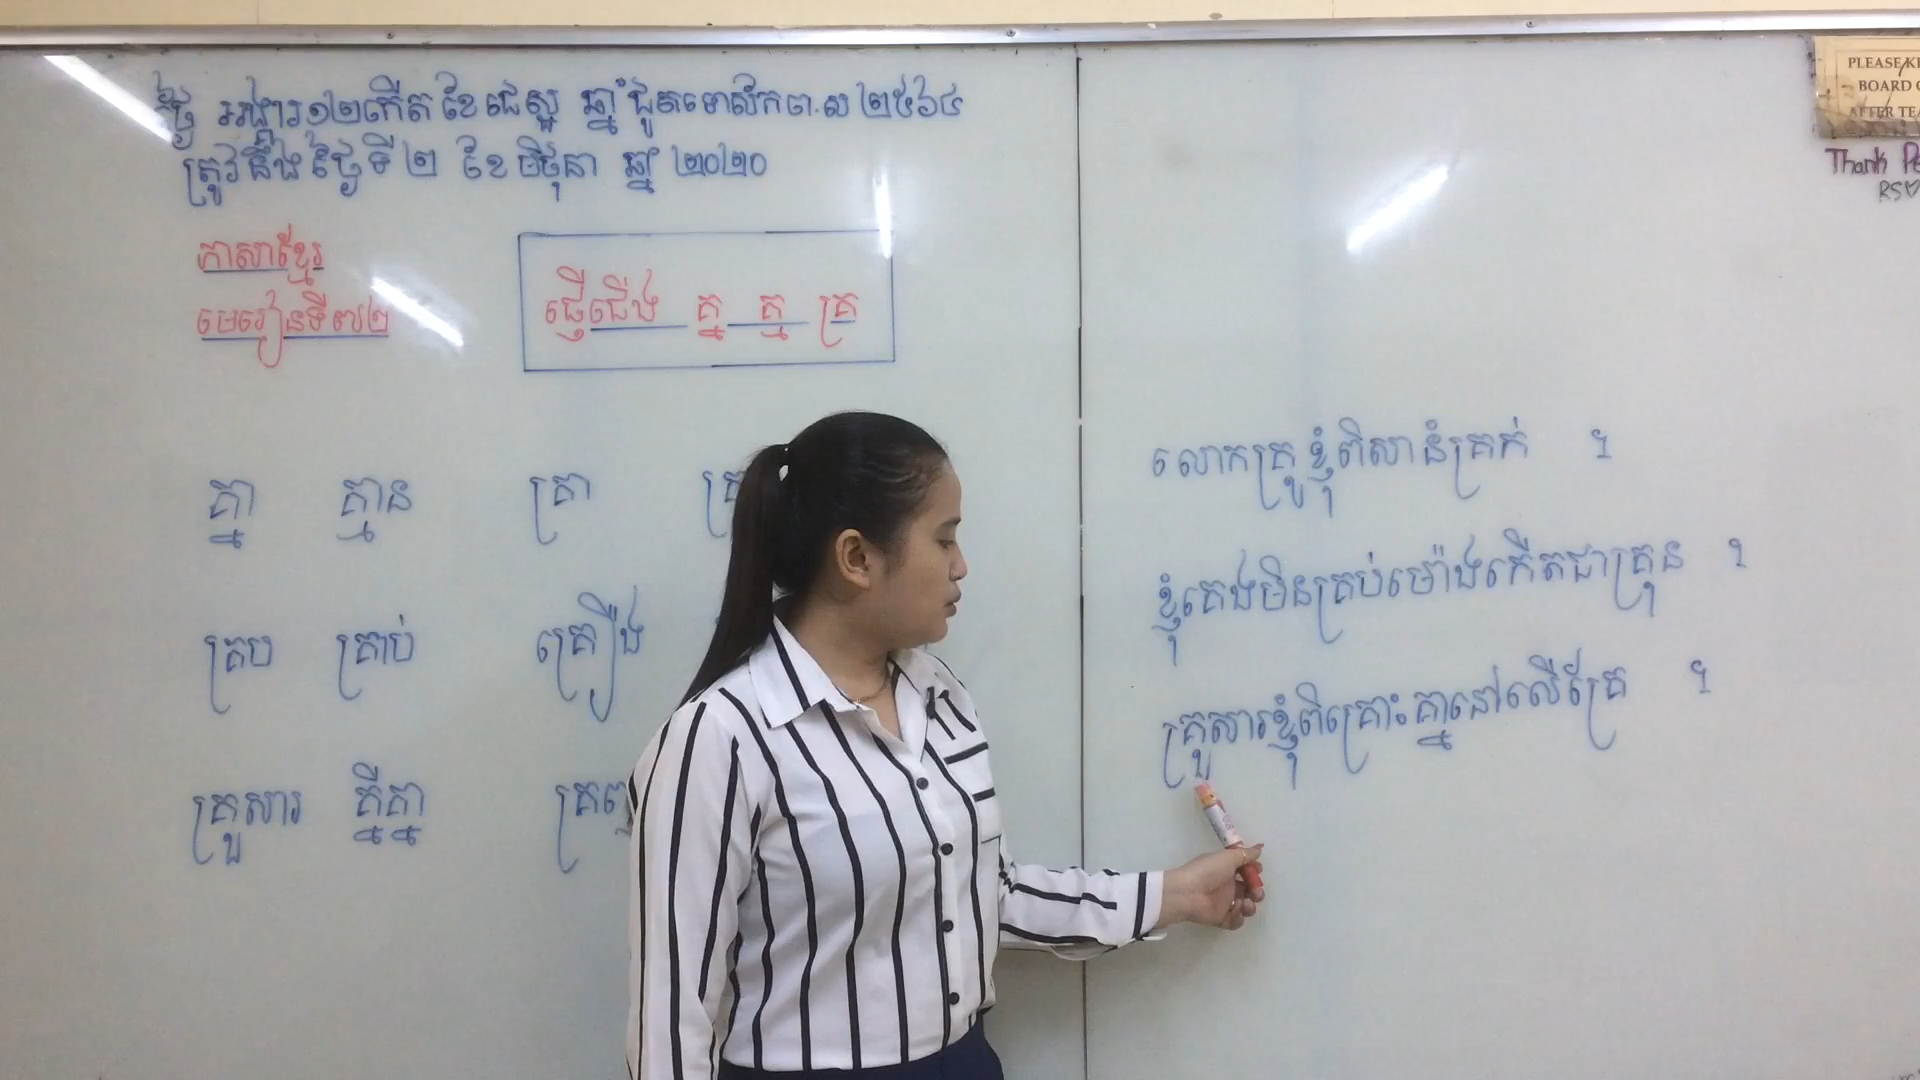 ថ្ងៃ អង្គារ ១២កើត ខែ ជេស្ឋ ឆ្នាំ ជូត ទោស័ក ព.ស ២៥៦៤
ត្រូវនឹងថ្ងៃទី២ ខែ មិថុនា ឆ្នាំ ២០២០
ភាសាខ្មែរ
មេរៀនទី៧២
ផ្ញើជើង គ្ន គ្ម គ្រ
គ្នា គ្មាន គ្រា
គ្រប គ្រាប់ គ្រឿង
គ្រួសារ គ្នីគ្នា
លោកគ្រូខ្ញុំពិសានំគ្រក់ ។
ខ្ញុំគេងមិនគ្រប់ម៉ោងកើតជាគ្រុន ។
គ្រួសារខ្ញុំពិគ្រោះគ្នានៅលើគ្រែ ។
PLEASE
BOARD
AFTER
Thank